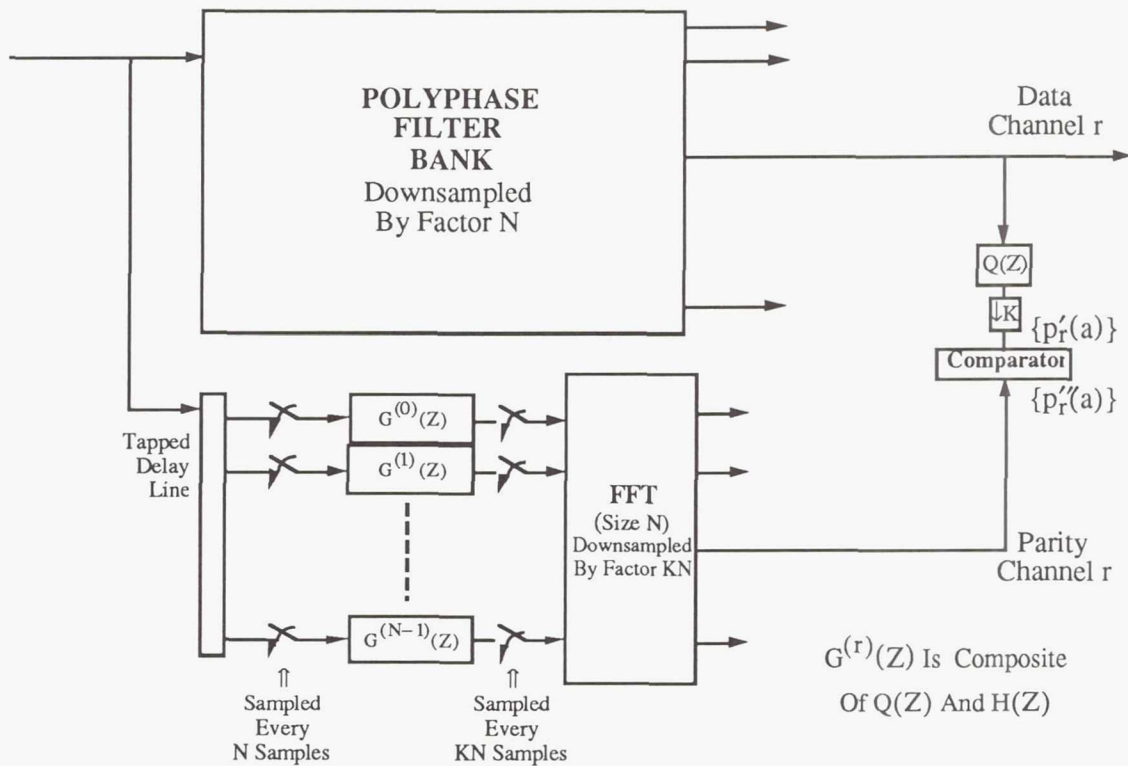 POLYPHASE
FILTER
BANK
Downsampled
By Factor N
Data
Channel r
Q(Z)
↓K
{p′r(a)}
Comparator
{p″r(a)}
Tapped
Delay
Line
G^(0)(Z)
G^(1)(Z)
G^(N−1)(Z)
FFT
(Size N)
Downsampled
By Factor KN
Parity
Channel r
⇑
Sampled
Every
N Samples
⇑
Sampled
Every
KN Samples
G^(r)(Z) Is Composite
Of Q(Z) And H(Z)